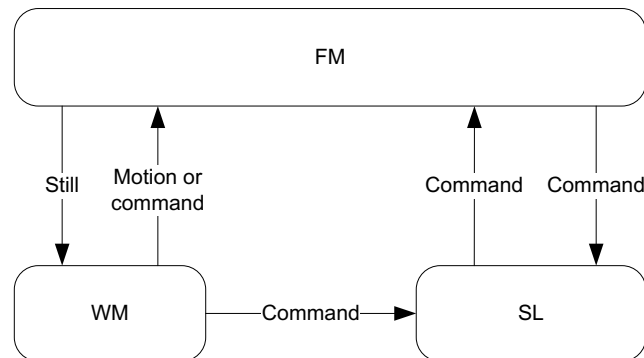 FM
Still
Motion or
command
Command
Command
WM
Command
SL